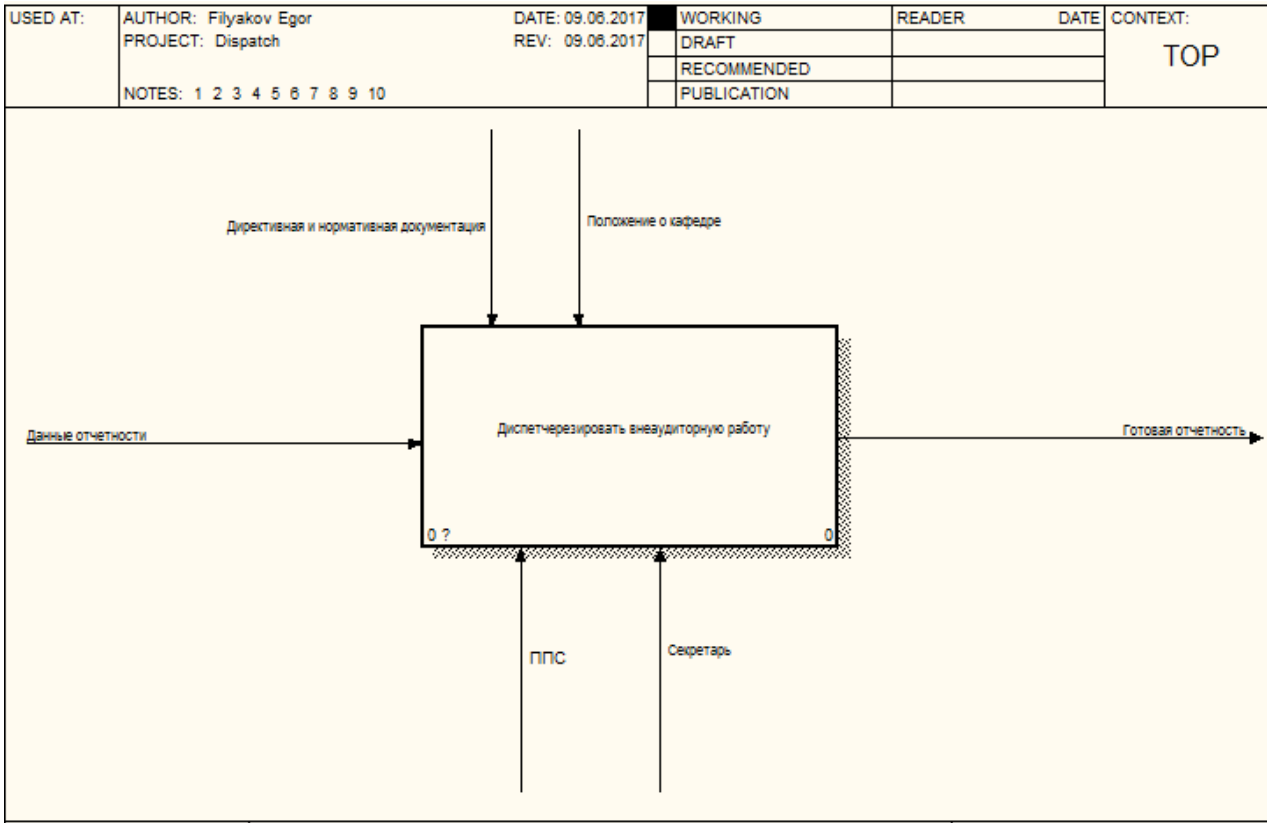 USED AT:
AUTHOR: Filyakov Egor
DATE: 09.06.2017
PROJECT: Dispatch
REV: 09.06.2017
NOTES: 1 2 3 4 5 6 7 8 9 10
WORKING
DRAFT
RECOMMENDED
PUBLICATION
READER
DATE
CONTEXT:
TOP
Директивная и нормативная документация
Положение о кафедре
Данные отчетности
Диспетчерезировать внеаудиторную работу
Готовая отчетность
0 ?
0
ППС
Секретарь